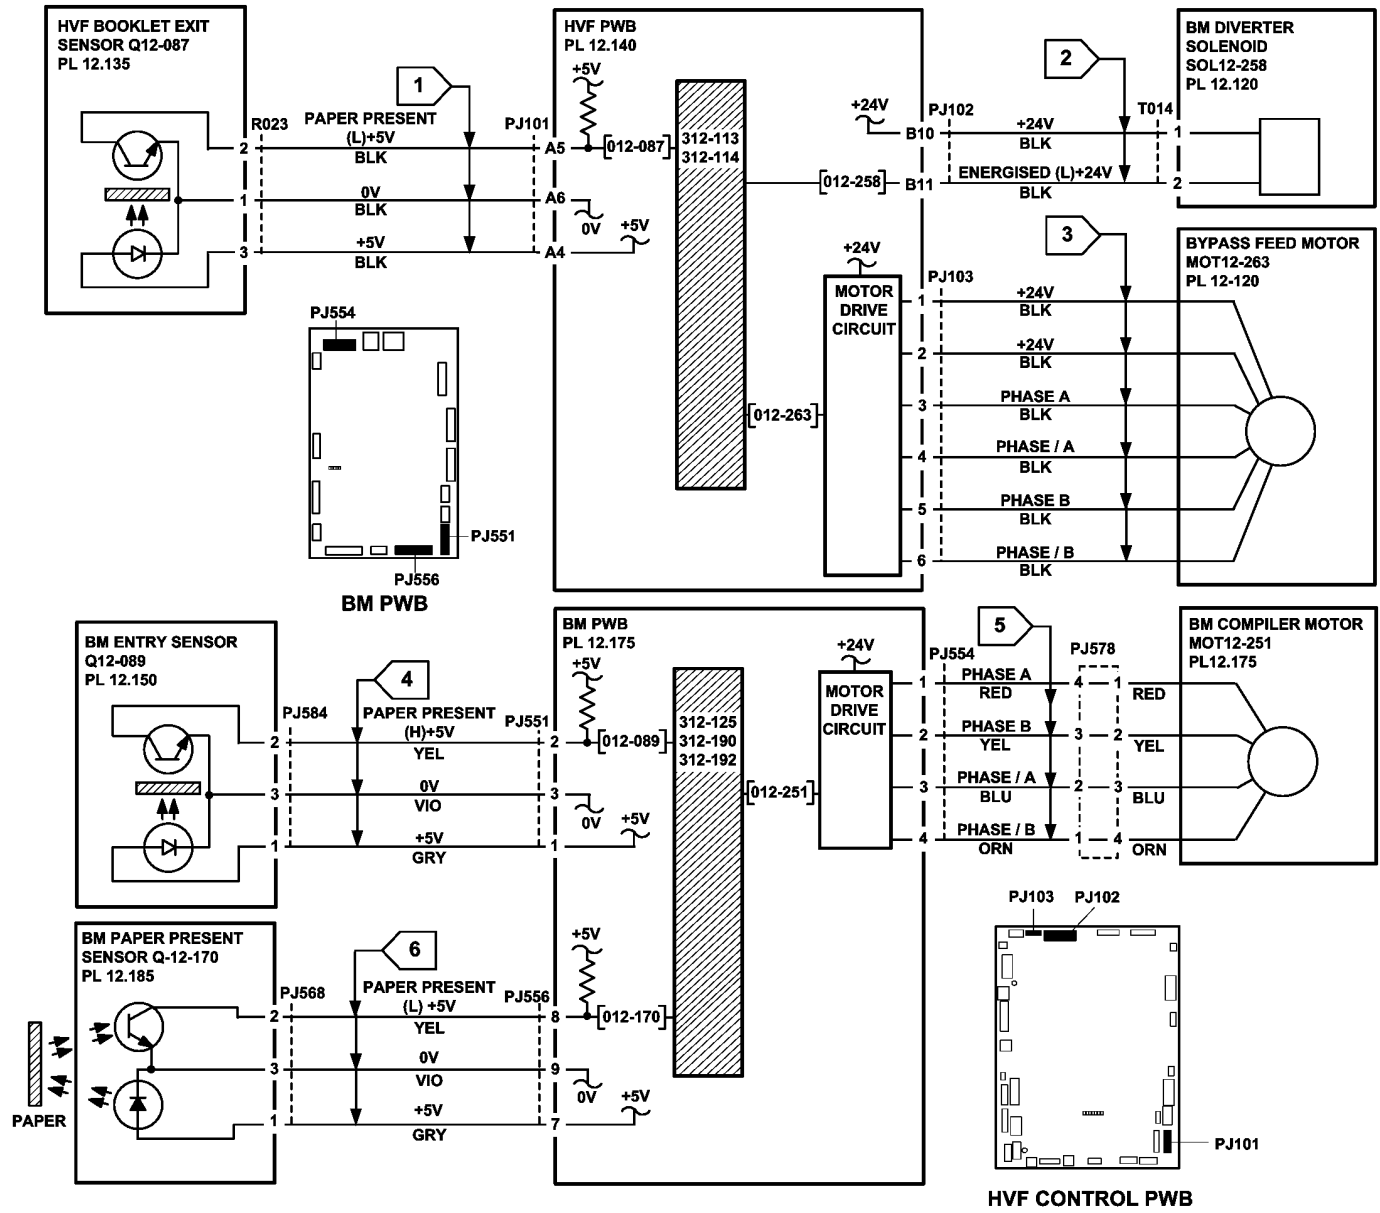 HVF BOOKLET EXIT
SENSOR Q12-087
PL 12.135
2
1
3
R023
PAPER PRESENT
(L)+5V
BLK
0V
BLK
+5V
BLK
1
PJ101
A5
A6
A4
HVF PWB
PL 12.140
+5V
[012-087]
0V
+5V
312-113
312-114
+24V
[012-258]
B10
B11
PJ102
+24V
BLK
ENERGISED (L)+24V
BLK
2
T014
1
2
BM DIVERTER
SOLENOID
SOL12-258
PL 12.120
+24V
MOTOR
DRIVE
CIRCUIT
[012-263]
PJ103
1
2
3
4
5
6
+24V
BLK
+24V
BLK
PHASE A
BLK
PHASE / A
BLK
PHASE B
BLK
PHASE / B
BLK
3
BYPASS FEED MOTOR
MOT12-263
PL 12-120
PJ554
PJ551
PJ556
BM PWB
BM ENTRY SENSOR
Q12-089
PL 12.150
2
3
1
PJ584
PAPER PRESENT
(H)+5V
YEL
0V
VIO
+5V
GRY
4
PJ551
2
3
1
BM PWB
PL 12.175
+5V
[012-089]
0V
+5V
312-125
312-190
312-192
[012-251]
+24V
MOTOR
DRIVE
CIRCUIT
1
2
3
4
PJ554
PHASE A
RED
PHASE B
YEL
PHASE / A
BLU
PHASE / B
ORN
5
PJ578
4 1
3 2
2 3
1 4
RED
YEL
BLU
ORN
BM COMPILER MOTOR
MOT12-251
PL12.175
BM PAPER PRESENT
SENSOR Q-12-170
PL 12.185
PAPER
2
3
1
PJ568
PAPER PRESENT
(L) +5V
YEL
0V
VIO
+5V
GRY
6
PJ556
8
9
7
+5V
[012-170]
0V
+5V
PJ103
PJ102
PJ101
HVF CONTROL PWB